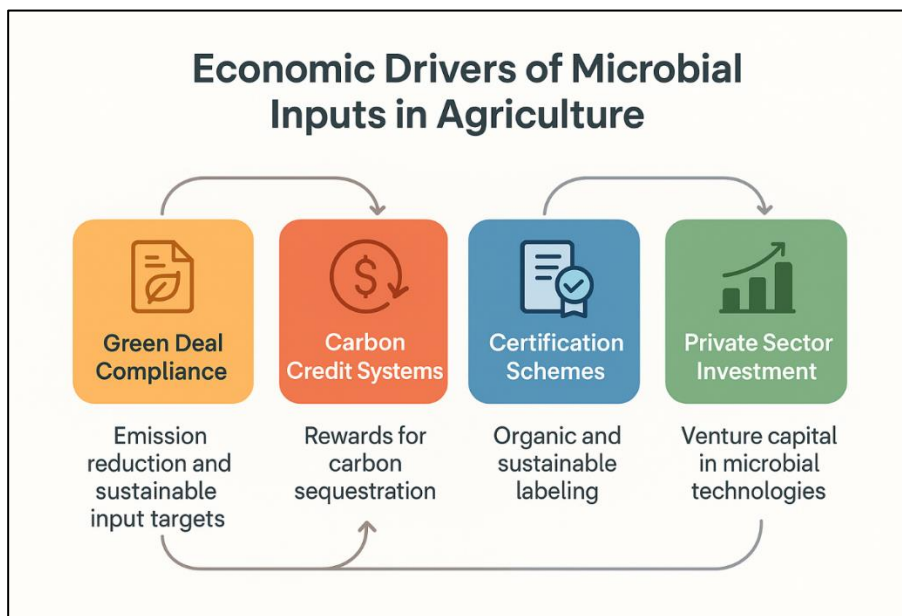 Economic Drivers of Microbial
Inputs in Agriculture
Green Deal
Compliance
Emission
reduction and
sustainable
input targets
$
Carbon
Credit Systems
Rewards for
carbon
sequestration
Certification
Schemes
Organic and
sustainable
labeling
Private Sector
Investment
Venture capital
in microbial
technologies